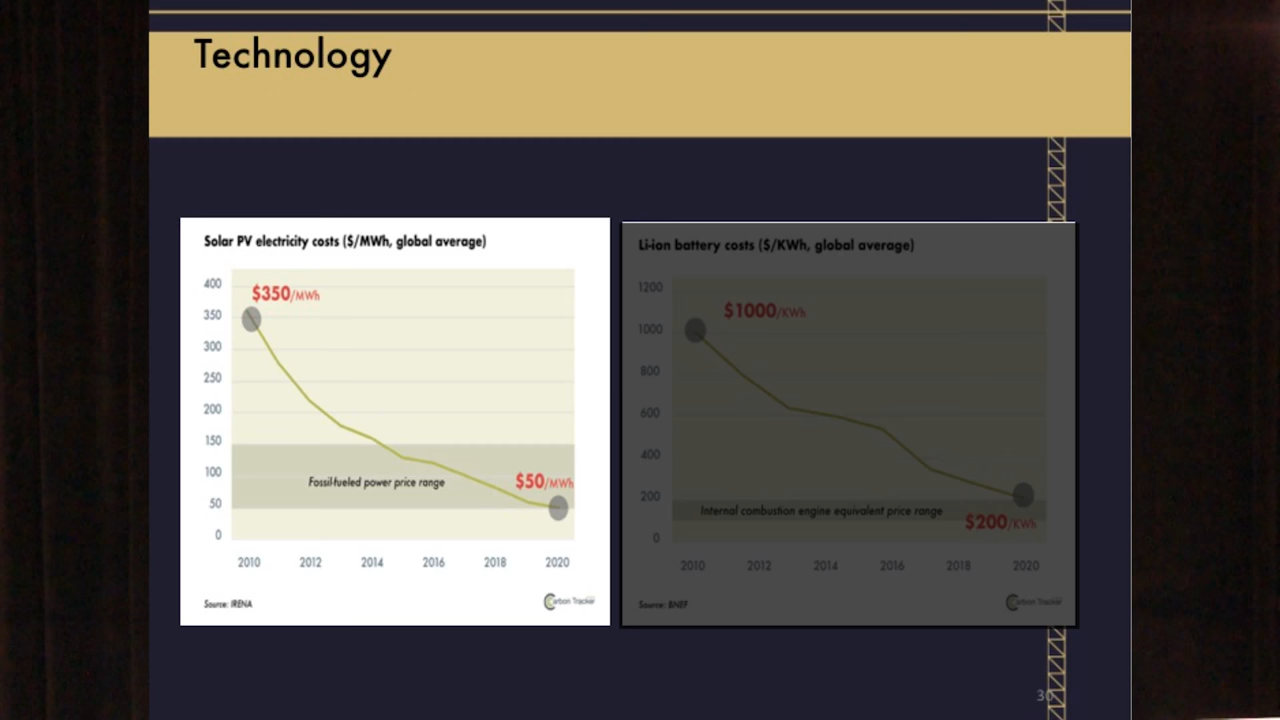 Technology
Solar PV electricity costs ($/MWh, global average)
400
$350/MWh
350
300
250
200
150
100
Fossil-fueled power price range
$50/MWh
50
0
2010 2012 2014 2016 2018 2020
Source: IRENA
Carbon Tracker
Li-ion battery costs ($/KWh, global average)
1200
$1000/KWh
1000
800
600
400
200
Internal combustion engine equivalent price range
$200/KWh
0
2010 2012 2014 2016 2018 2020
Source: BNEF
Carbon Tracker
30